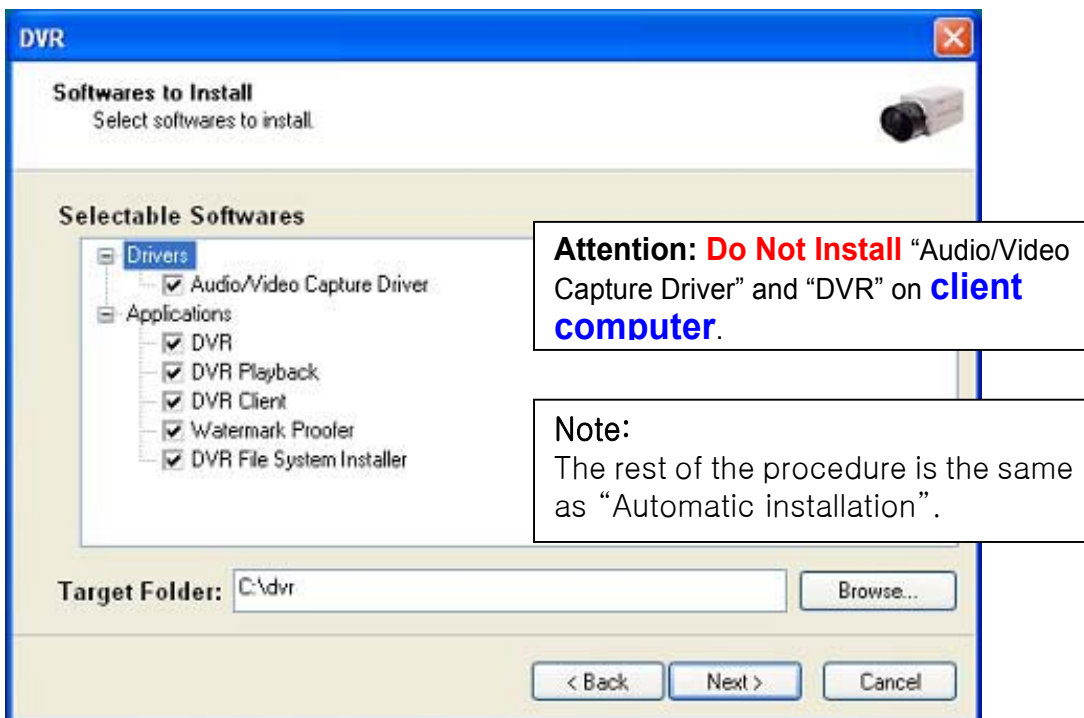 DVR
Softwares to Install
Select softwares to install.
Selectable Softwares
Drivers
Audio/Video Capture Driver
Applications
DVR
DVR Playback
DVR Client
Watermark Proofer
DVR File System Installer
Attention: Do Not Install “Audio/Video
Capture Driver” and “DVR” on client
computer.
Note:
The rest of the procedure is the same
as “Automatic installation”.
Target Folder: C:\dvr Browse...
< Back Next > Cancel